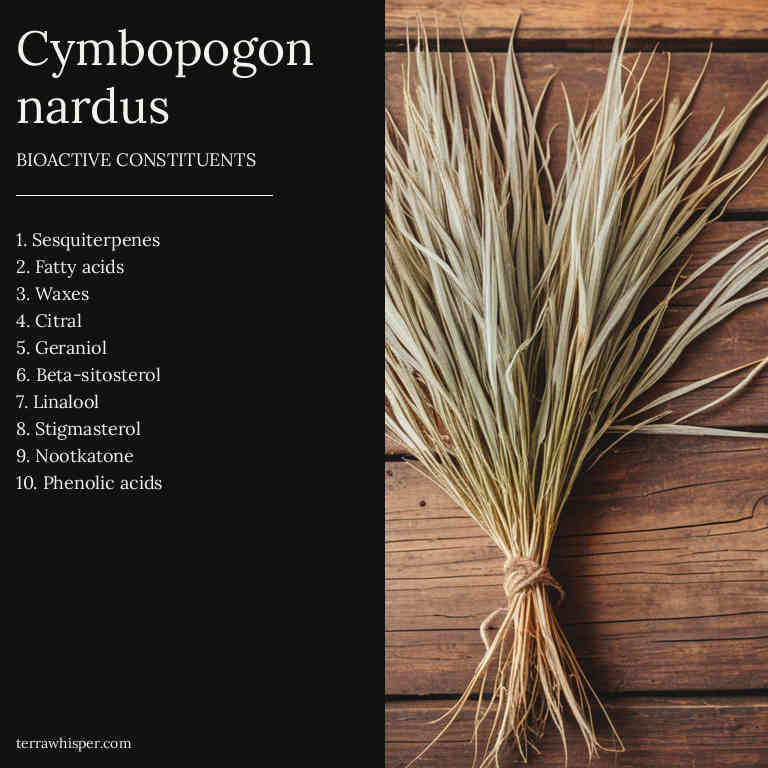 Cymbopogon
nardus
BIOACTIVE CONSTITUENTS
1. Sesquiterpenes
2. Fatty acids
3. Waxes
4. Citral
5. Geraniol
6. Beta-sitosterol
7. Linalool
8. Stigmasterol
9. Nootkatone
10. Phenolic acids
terrawhisper.com